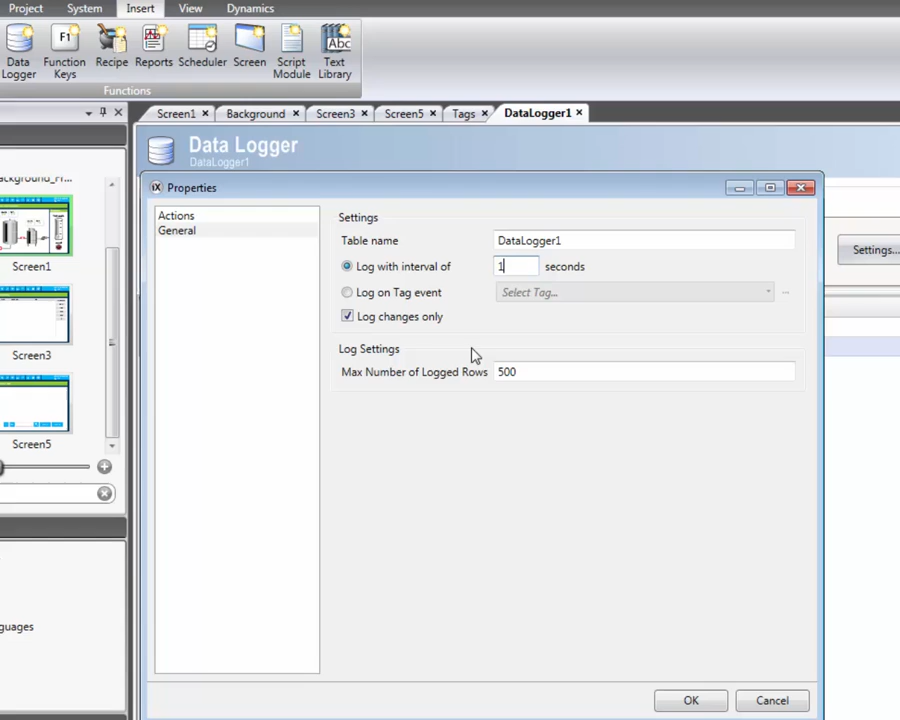 Project System Insert View Dynamics
Data Logger
Function Keys
Recipe
Reports
Scheduler
Screen
Script Module
Text Library
Functions
Screen1 Background Screen3 Screen5 Tags DataLogger1
Data Logger
DataLogger1
iX Properties
Actions
General
Settings
Table name DataLogger1
Log with interval of 1 seconds
Log on Tag event Select Tag...
Log changes only
Log Settings
Max Number of Logged Rows 500
OK Cancel
Settings...
ackground_Fr...
Screen1
Screen3
Screen5
nguages